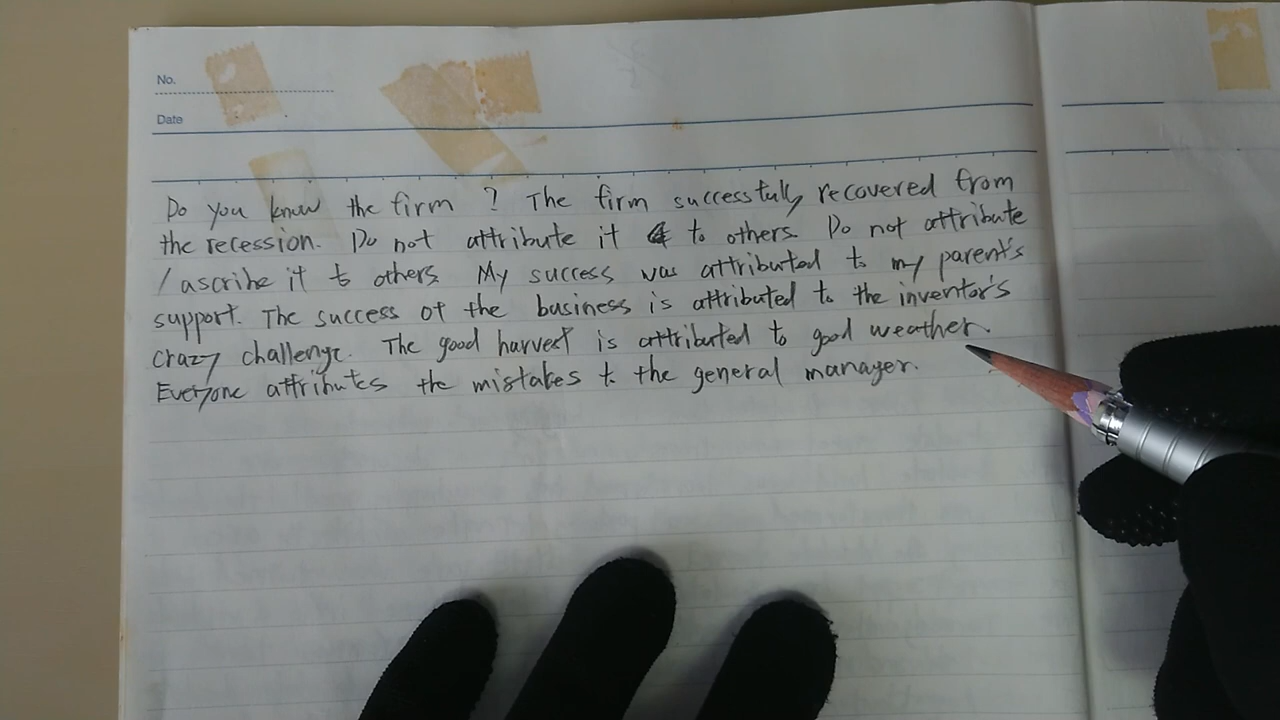 No.
Date
Do you know the firm ? The firm successfully recovered from
the recession. Do not attribute it to others. Do not attribute
/ ascribe it to others. My success was attributed to my parent's
support. The success of the business is attributed to the inventor's
crazy challenge. The good harvest is attributed to good weather.
Everyone attributes the mistakes to the general manager.